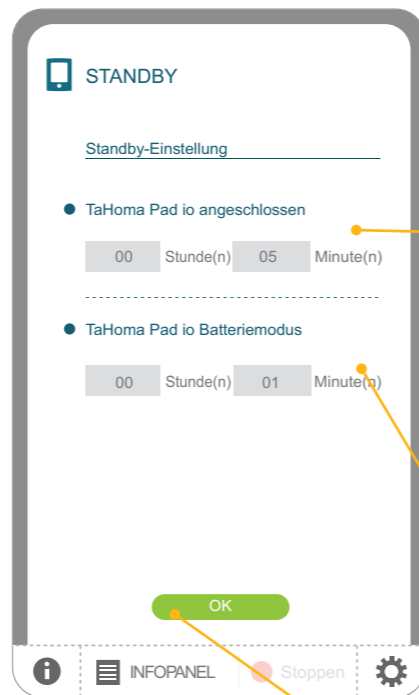 STANDBY
Standby-Einstellung
TaHoma Pad io angeschlossen
00 Stunde(n) 05 Minute(n)
TaHoma Pad io Batteriemodus
00 Stunde(n) 01 Minute(n)
OK
INFOPANEL Stoppen